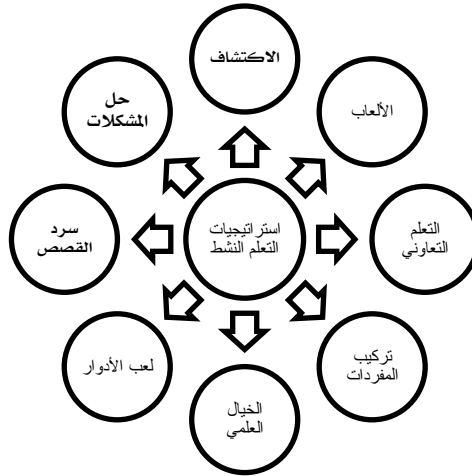 استراتيجيات
التعلم النشط
الاكتشاف
الألعاب
التعلم
التعاوني
تركيب
المفردات
الخيال
العلمي
لعب الأدوار
سرد
القصص
حل
المشكلات